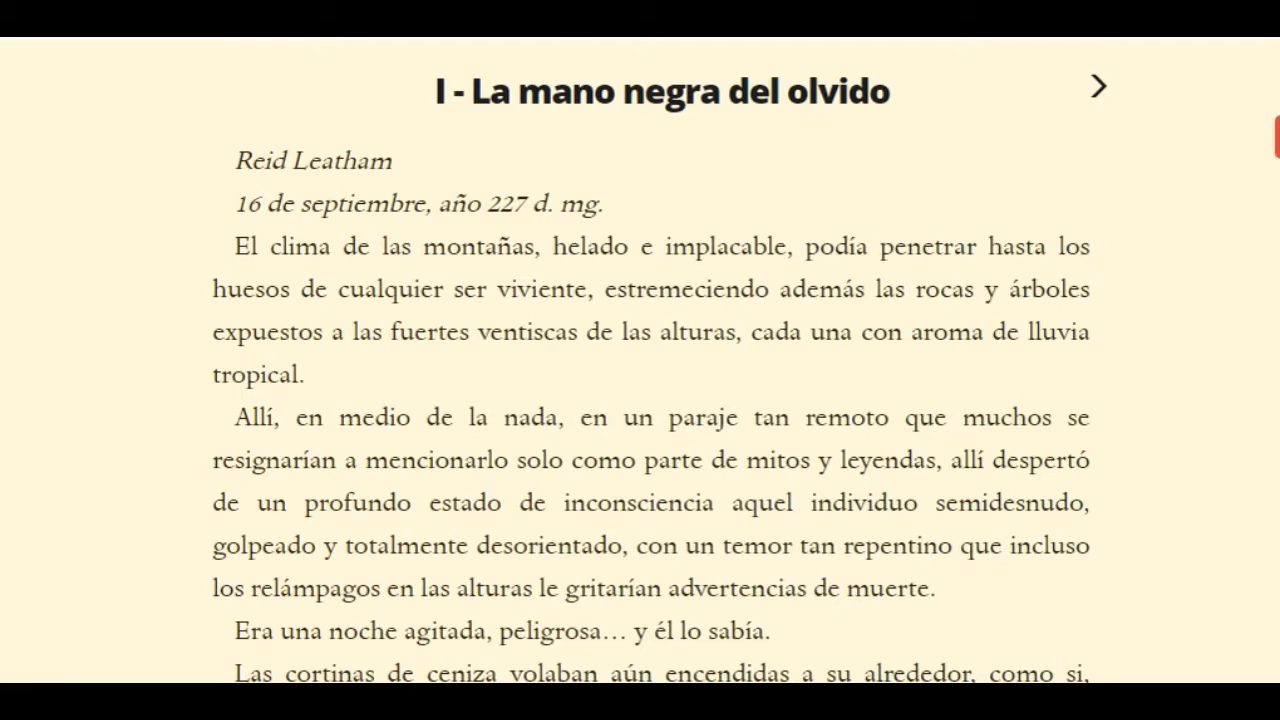 I - La mano negra del olvido
Reid Leatham
16 de septiembre, año 227 d. mg.
El clima de las montañas, helado e implacable, podía penetrar hasta los
huesos de cualquier ser viviente, estremeciendo además las rocas y árboles
expuestos a las fuertes ventiscas de las alturas, cada una con aroma de lluvia
tropical.
Allí, en medio de la nada, en un paraje tan remoto que muchos se
resignarían a mencionarlo solo como parte de mitos y leyendas, allí despertó
de un profundo estado de inconsciencia aquel individuo semidesnudo,
golpeado y totalmente desorientado, con un temor tan repentino que incluso
los relámpagos en las alturas le gritarían advertencias de muerte.
Era una noche agitada, peligrosa… y él lo sabía.
Las cortinas de ceniza volaban aún encendidas a su alrededor, como si,